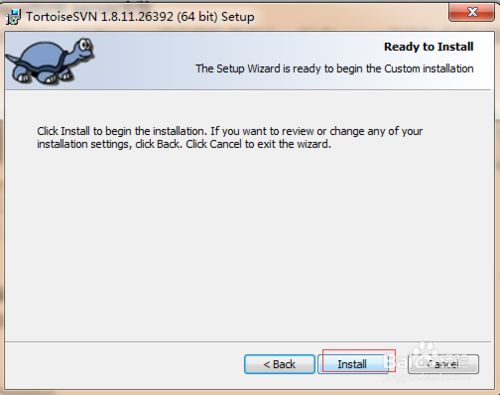 TortoiseSVN 1.8.11.26392 (64 bit) Setup
Ready to Install
The Setup Wizard is ready to begin the Custom installation
Click Install to begin the installation. If you want to review or change any of your
installation settings, click Back. Click Cancel to exit the wizard.
< Back
Install
Cancel